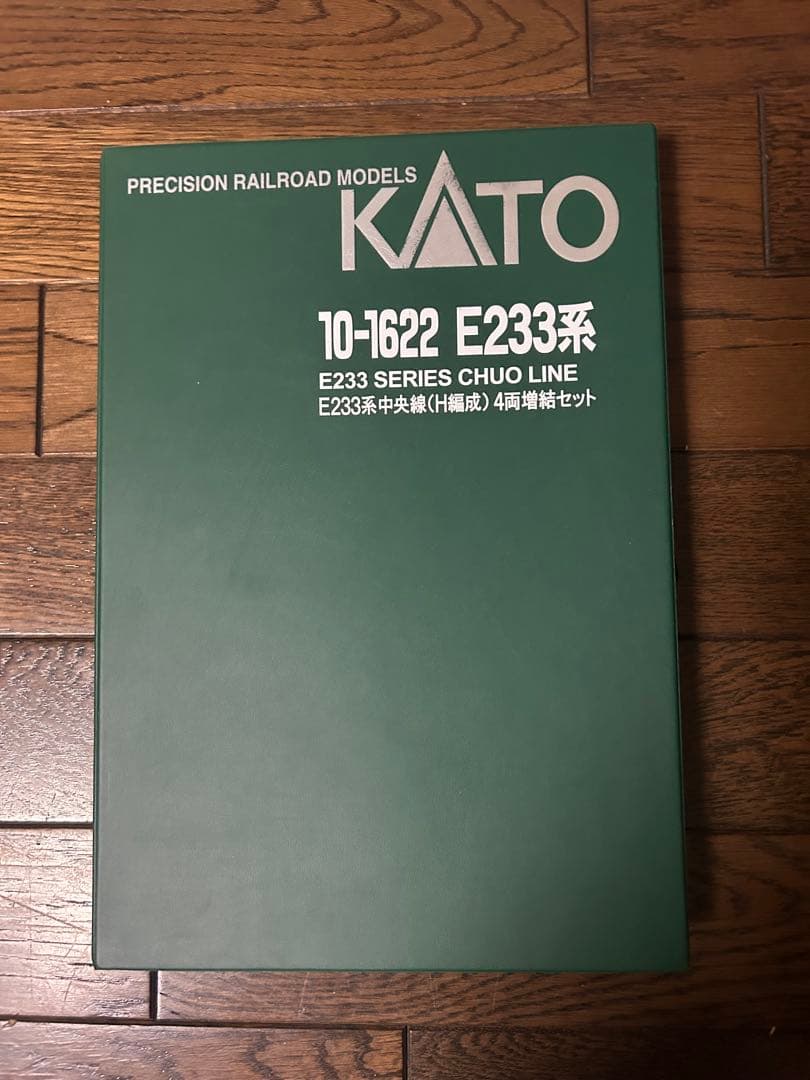 PRECISION RAILROAD MODELS
KATO
10-1622 E233系
E233 SERIES CHUO LINE
E233系中央線(H編成)4両増結セット